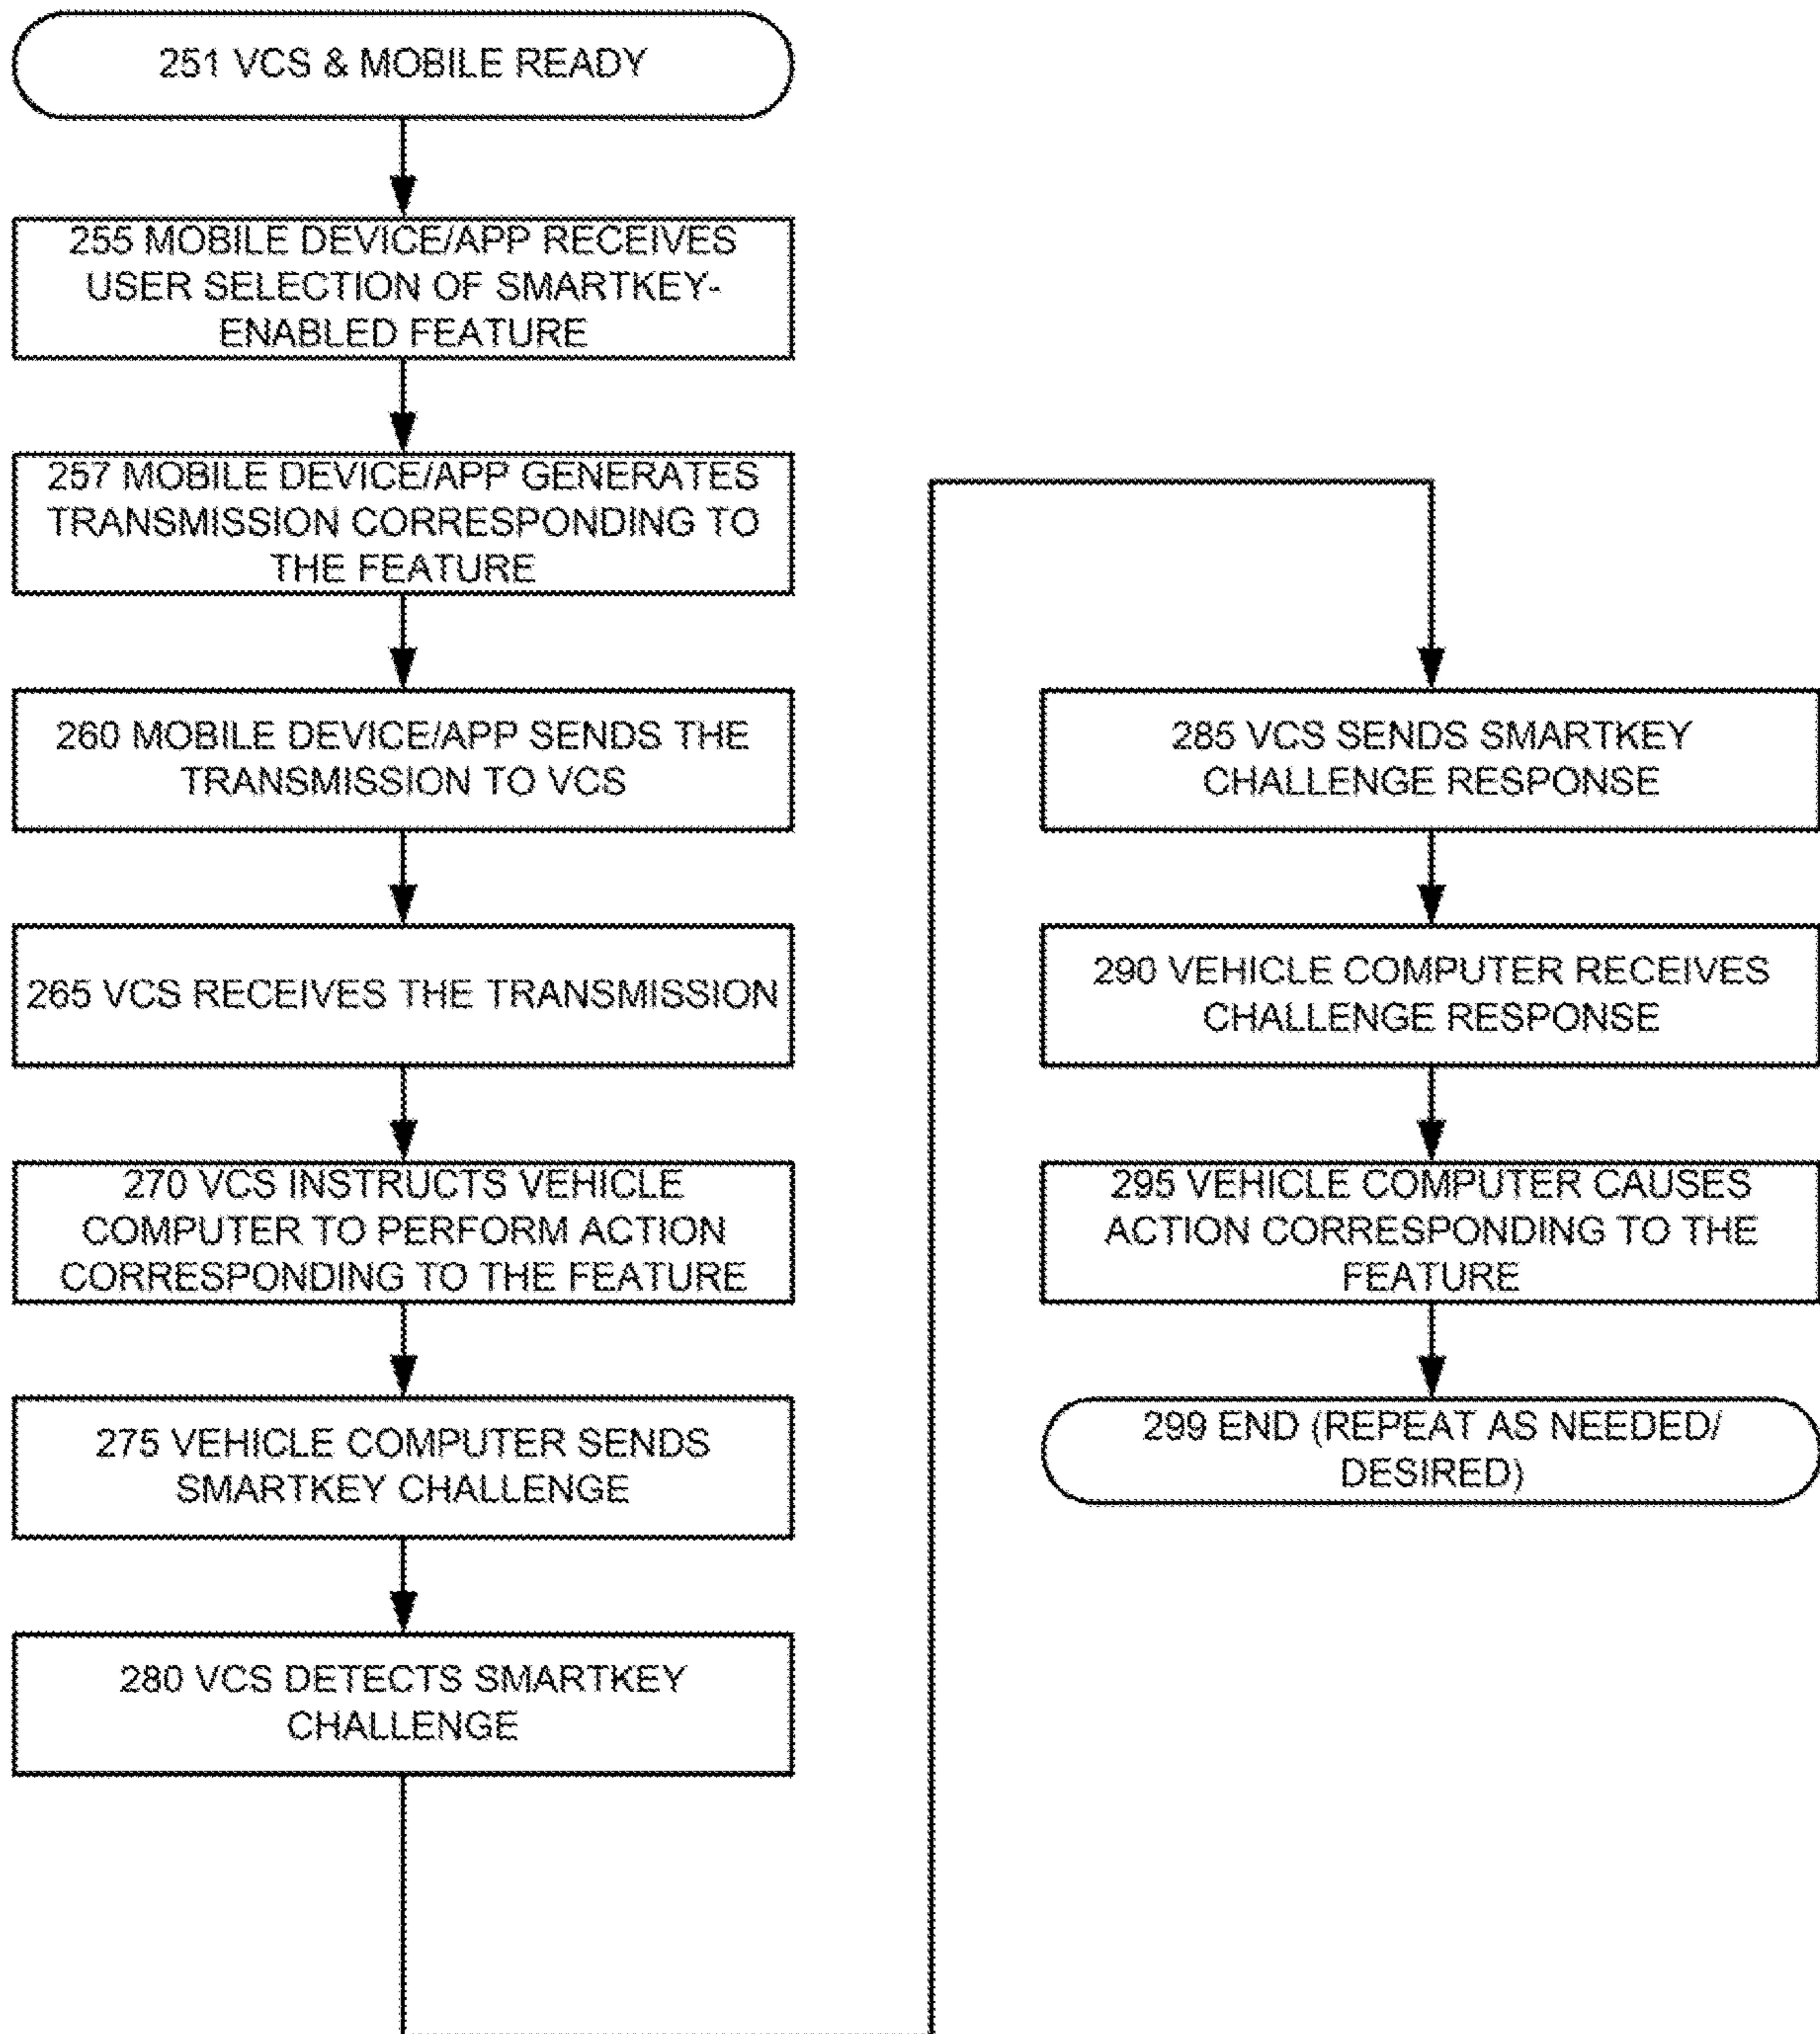 251 VCS & MOBILE READY
255 MOBILE DEVICE/APP RECEIVES
USER SELECTION OF SMARTKEY-
ENABLED FEATURE
257 MOBILE DEVICE/APP GENERATES
TRANSMISSION CORRESPONDING TO
THE FEATURE
260 MOBILE DEVICE/APP SENDS THE
TRANSMISSION TO VCS
265 VCS RECEIVES THE TRANSMISSION
270 VCS INSTRUCTS VEHICLE
COMPUTER TO PERFORM ACTION
CORRESPONDING TO THE FEATURE
275 VEHICLE COMPUTER SENDS
SMARTKEY CHALLENGE
280 VCS DETECTS SMARTKEY
CHALLENGE
285 VCS SENDS SMARTKEY
CHALLENGE RESPONSE
290 VEHICLE COMPUTER RECEIVES
CHALLENGE RESPONSE
295 VEHICLE COMPUTER CAUSES
ACTION CORRESPONDING TO THE
FEATURE
299 END (REPEAT AS NEEDED/
DESIRED)